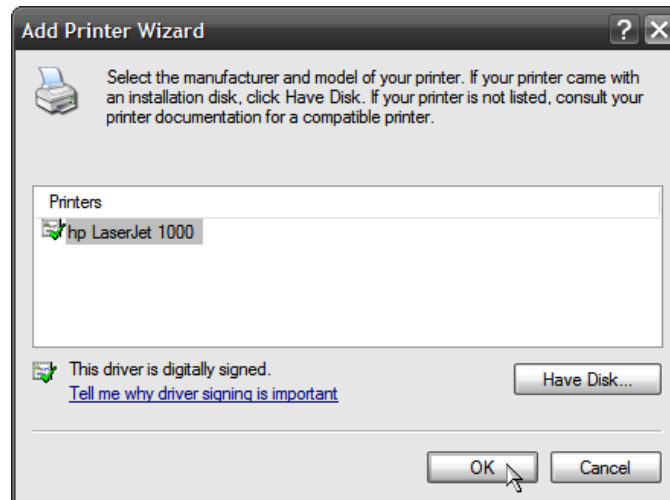 Add Printer Wizard
Select the manufacturer and model of your printer. If your printer came with
an installation disk, click Have Disk. If your printer is not listed, consult your
printer documentation for a compatible printer.
Printers
hp LaserJet 1000
This driver is digitally signed.
Tell me why driver signing is important
Have Disk...
OK
Cancel